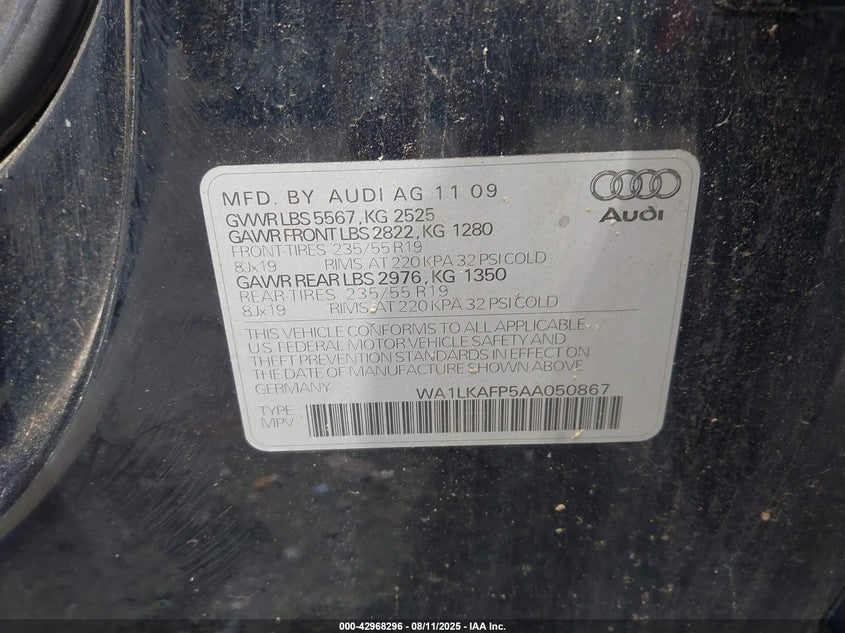 MFD. BY AUDI AG 11 09
Audi
GVWR LBS 5567, KG 2525
GAWR FRONT LBS 2822, KG 1280
FRONT-TIRES 235/55 R19
8Jx19 RIMS AT 220 KPA 32 PSI COLD
GAWR REAR LBS 2976, KG 1350
REAR-TIRES 235/55 R19
8Jx19 RIMS AT 220 KPA 32 PSI COLD
THIS VEHICLE CONFORMS TO ALL APPLICABLE
U.S FEDERAL MOTOR VEHICLE SAFETY AND
THEFT PREVENTION STANDARDS IN EFFECT ON
THE DATE OF MANUFACTURE SHOWN ABOVE
GERMANY WA1LKAFP5AA050867
TYPE
MPV
000-42968296 - 08/11/2025 - IAA Inc.